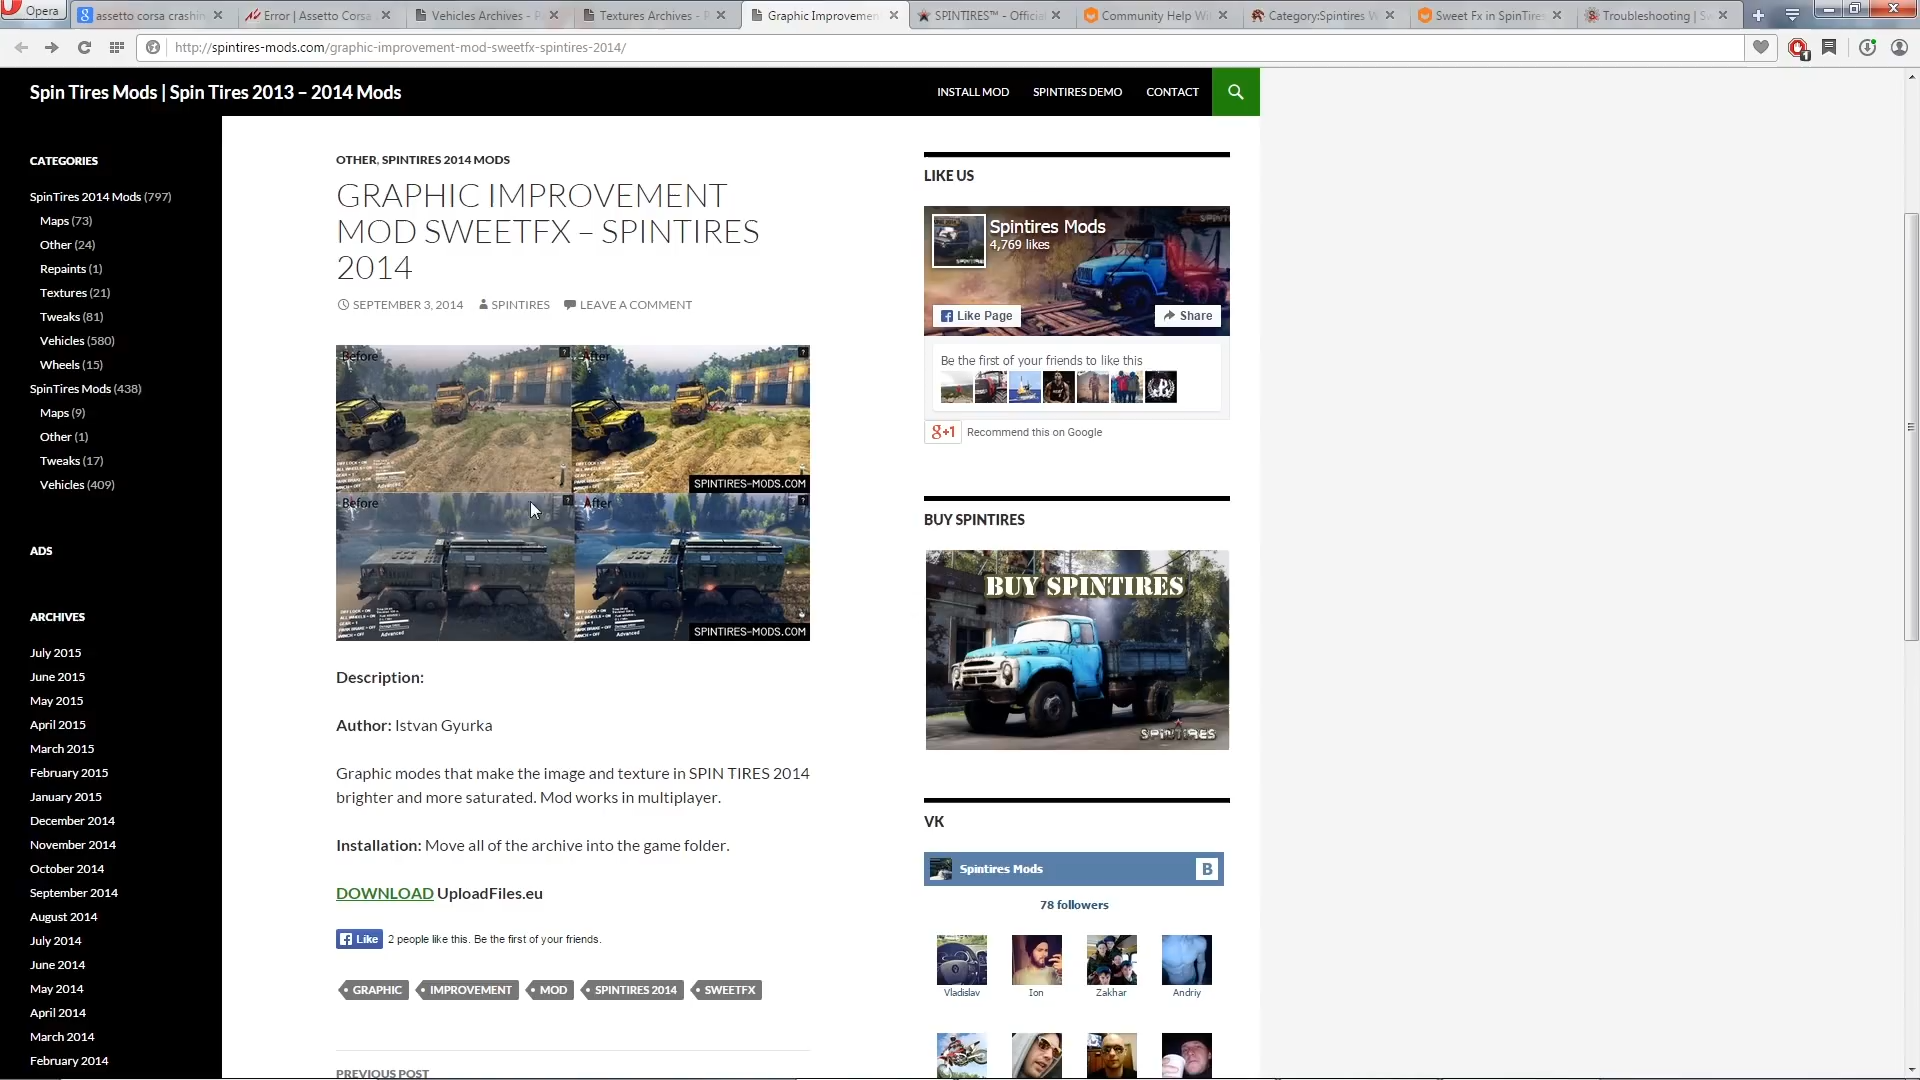 Opera
assetto corsa crashin
Error | Assetto Corsa
Vehicles Archives - P
Textures Archives - P
Graphic Improvemen
SPINTIRES™ - Official
Community Help Wi
Category:Spintires W
Sweet Fx in SpinTires
Troubleshooting | S
http://spintires-mods.com/graphic-improvement-mod-sweetfx-spintires-2014/
Spin Tires Mods | Spin Tires 2013 – 2014 Mods
INSTALL MOD
SPINTIRES DEMO
CONTACT
CATEGORIES
SpinTires 2014 Mods (797)
Maps (73)
Other (24)
Repaints (1)
Textures (21)
Tweaks (81)
Vehicles (580)
Wheels (15)
SpinTires Mods (438)
Maps (9)
Other (1)
Tweaks (17)
Vehicles (409)
ADS
ARCHIVES
July 2015
June 2015
May 2015
April 2015
March 2015
February 2015
January 2015
December 2014
November 2014
October 2014
September 2014
August 2014
July 2014
June 2014
May 2014
April 2014
March 2014
February 2014
OTHER, SPINTIRES 2014 MODS
GRAPHIC IMPROVEMENT
MOD SWEETFX – SPINTIRES
2014
SEPTEMBER 3, 2014
SPINTIRES
LEAVE A COMMENT
Before
After
SPINTIRES-MODS.COM
Before
After
Advanced
Advanced
SPINTIRES-MODS.COM
Description:
Author: Istvan Gyurka
Graphic modes that make the image and texture in SPIN TIRES 2014
brighter and more saturated. Mod works in multiplayer.
Installation: Move all of the archive into the game folder.
DOWNLOAD UploadFiles.eu
Like
2 people like this. Be the first of your friends.
GRAPHIC
IMPROVEMENT
MOD
SPINTIRES 2014
SWEETFX
PREVIOUS POST
LIKE US
Spintires Mods
4,769 likes
Like Page
Share
Be the first of your friends to like this
g+1
Recommend this on Google
BUY SPINTIRES
BUY SPINTIRES
SPINTIRES
VK
Spintires Mods
B
78 followers
Vladislav
Ion
Zakhar
Andriy